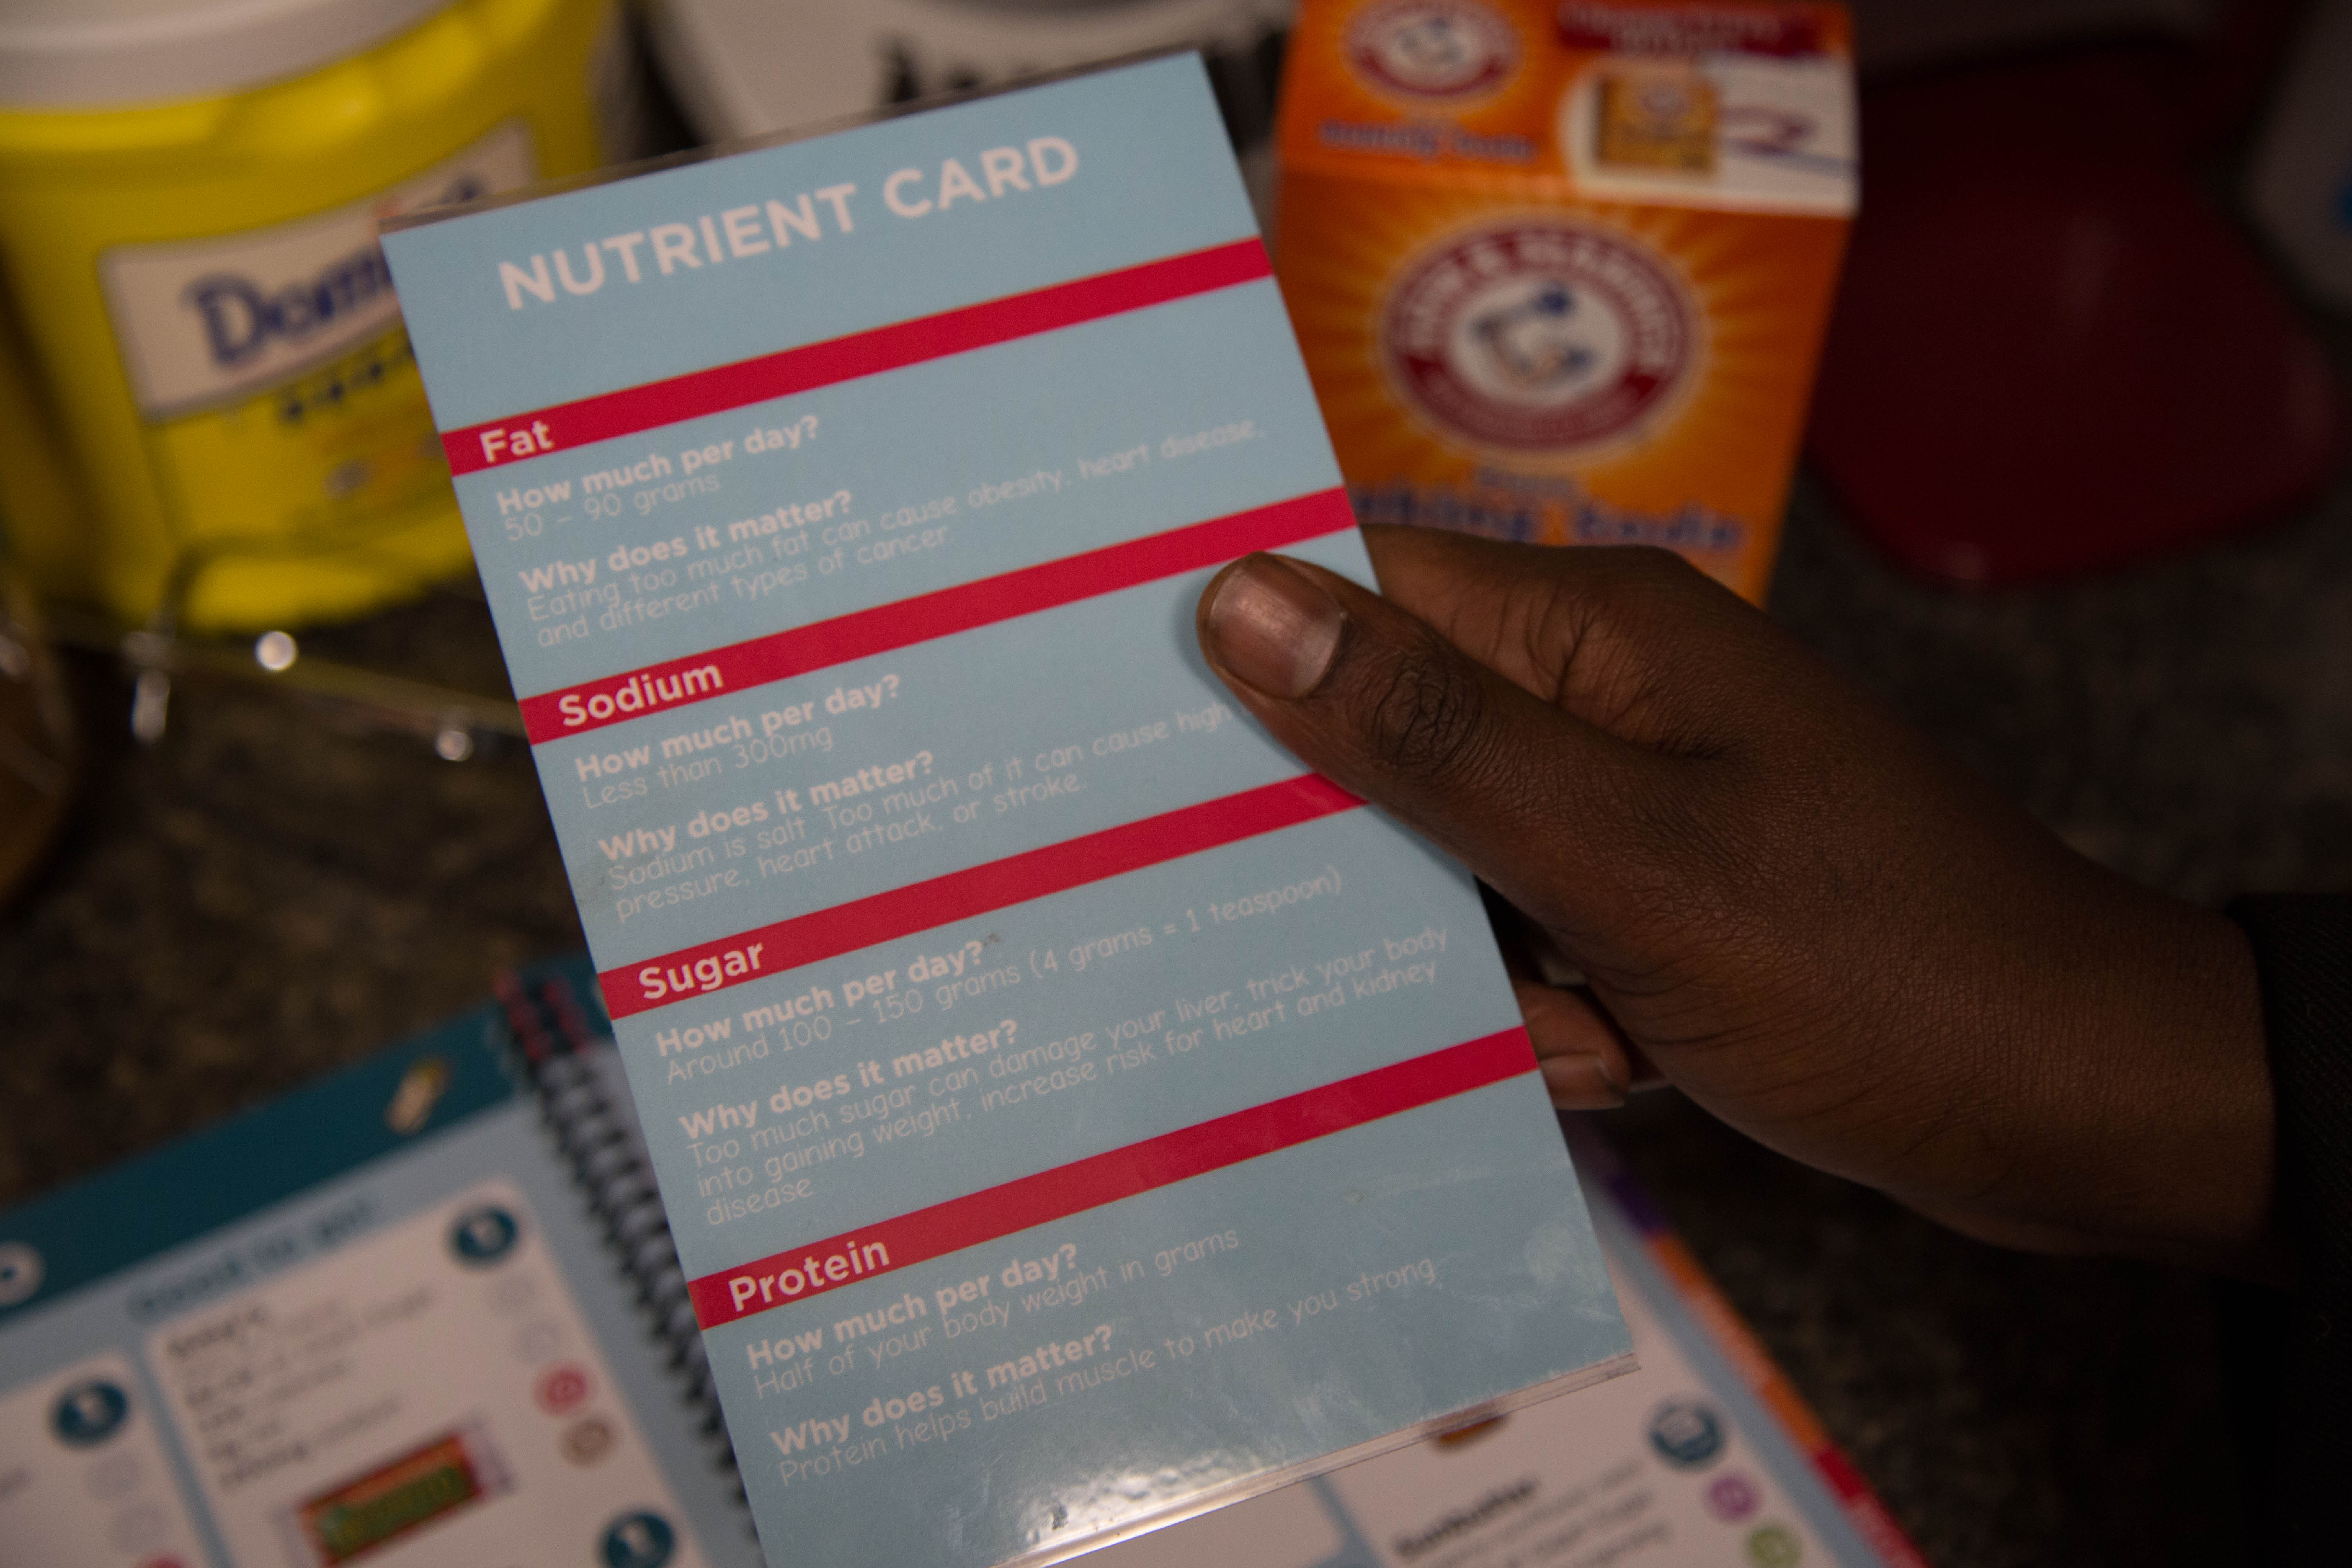 NUTRIENT CARD
Fat
How much per day?
50 – 90 grams
Why does it matter?
Eating too much fat can cause obesity, heart disease,
and different types of cancer.
Sodium
How much per day?
Less than 300mg
Why does it matter?
Sodium is salt. Too much of it can cause high
pressure, heart attack, or stroke.
Sugar
How much per day?
Around 100 – 150 grams (4 grams = 1 teaspoon)
Why does it matter?
Too much sugar can damage your liver, trick your body
into gaining weight, increase risk for heart and kidney
disease
Protein
How much per day?
Half of your body weight in grams
Why does it matter?
Protein helps build muscle to make you strong
ARM & HAMMER
Soda